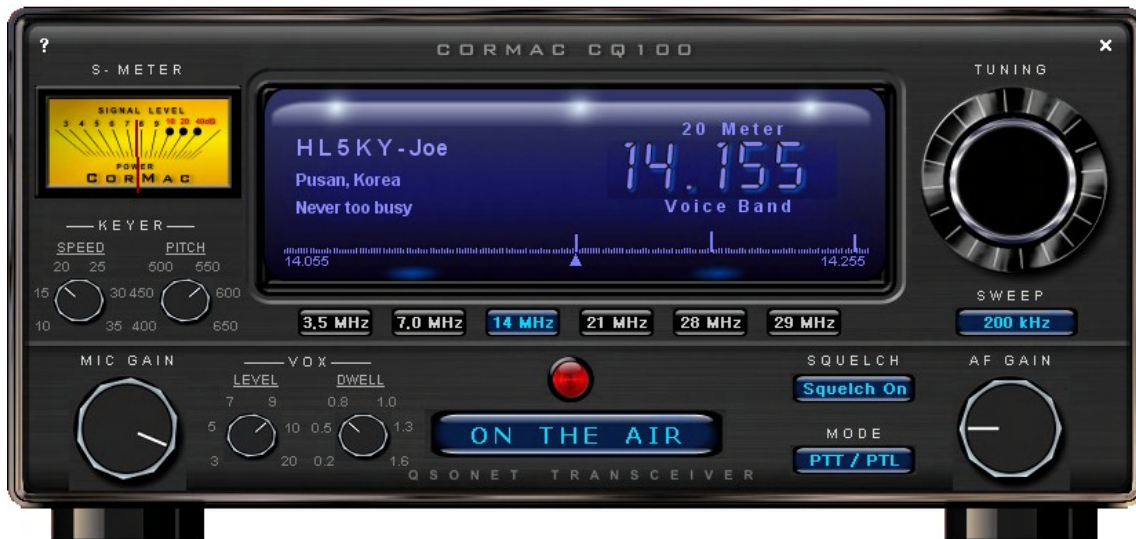 ?
CORMAC CQ100
×
S-METER
TUNING
SIGNAL LEVEL
3 4 5 6 7 8 9 10 20 40dB
POWER
CORMAC
20 Meter
HL5KY-Joe
14.155
Pusan, Korea
Never too busy
Voice Band
14.055
14.255
KEYER
SPEED
PITCH
20 25
500 550
15
30
450
600
10
35
400
650
3.5 MHz
7.0 MHz
14 MHz
21 MHz
28 MHz
29 MHz
SWEEP
200 kHz
MIC GAIN
VOX
LEVEL
DWELL
7 9
0.8 1.0
5
10
0.5
1.3
3
20
0.2
1.6
ON THE AIR
QSONET TRANSCEIVER
SQUELCH
Squelch On
MODE
PTT / PTL
AF GAIN